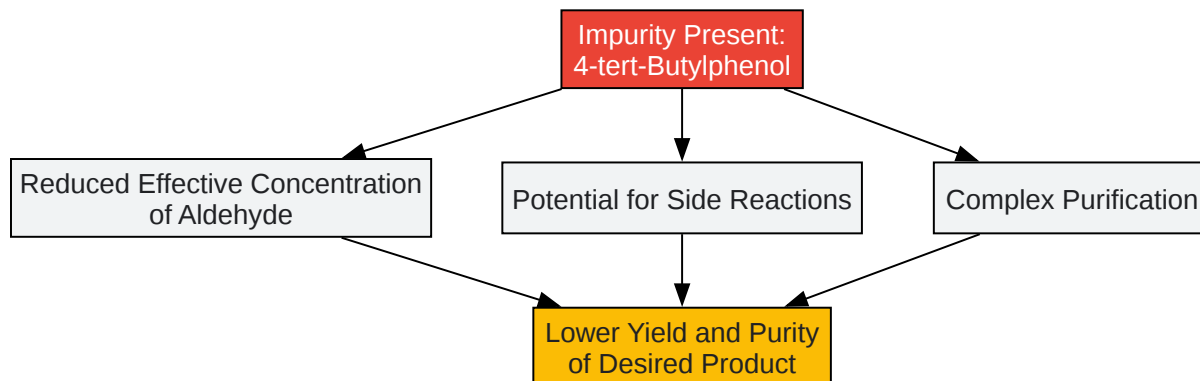 Impurity Present:
4-tert-Butylphenol
Reduced Effective Concentration
of Aldehyde
Potential for Side Reactions
Complex Purification
Lower Yield and Purity
of Desired Product